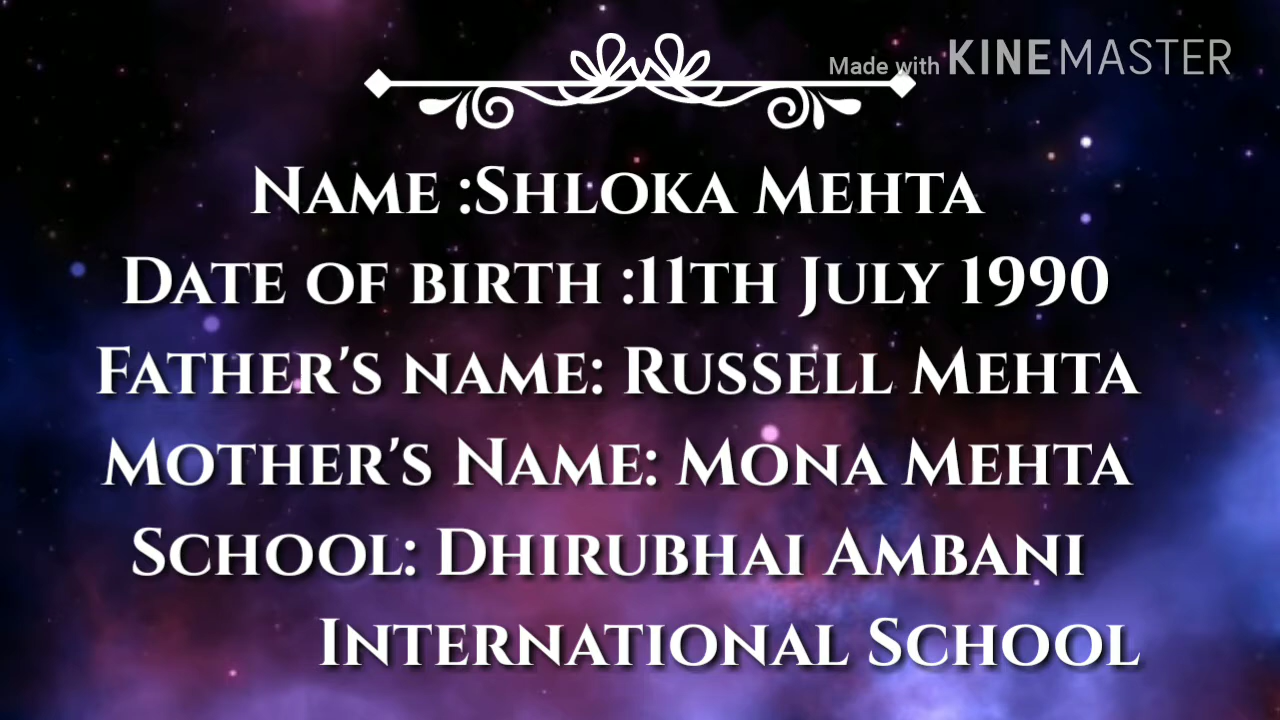 Made with KINEMASTER
Name :Shloka Mehta
Date of birth :11th July 1990
Father's name: Russell Mehta
Mother's Name: Mona Mehta
School: Dhirubhai Ambani
International School